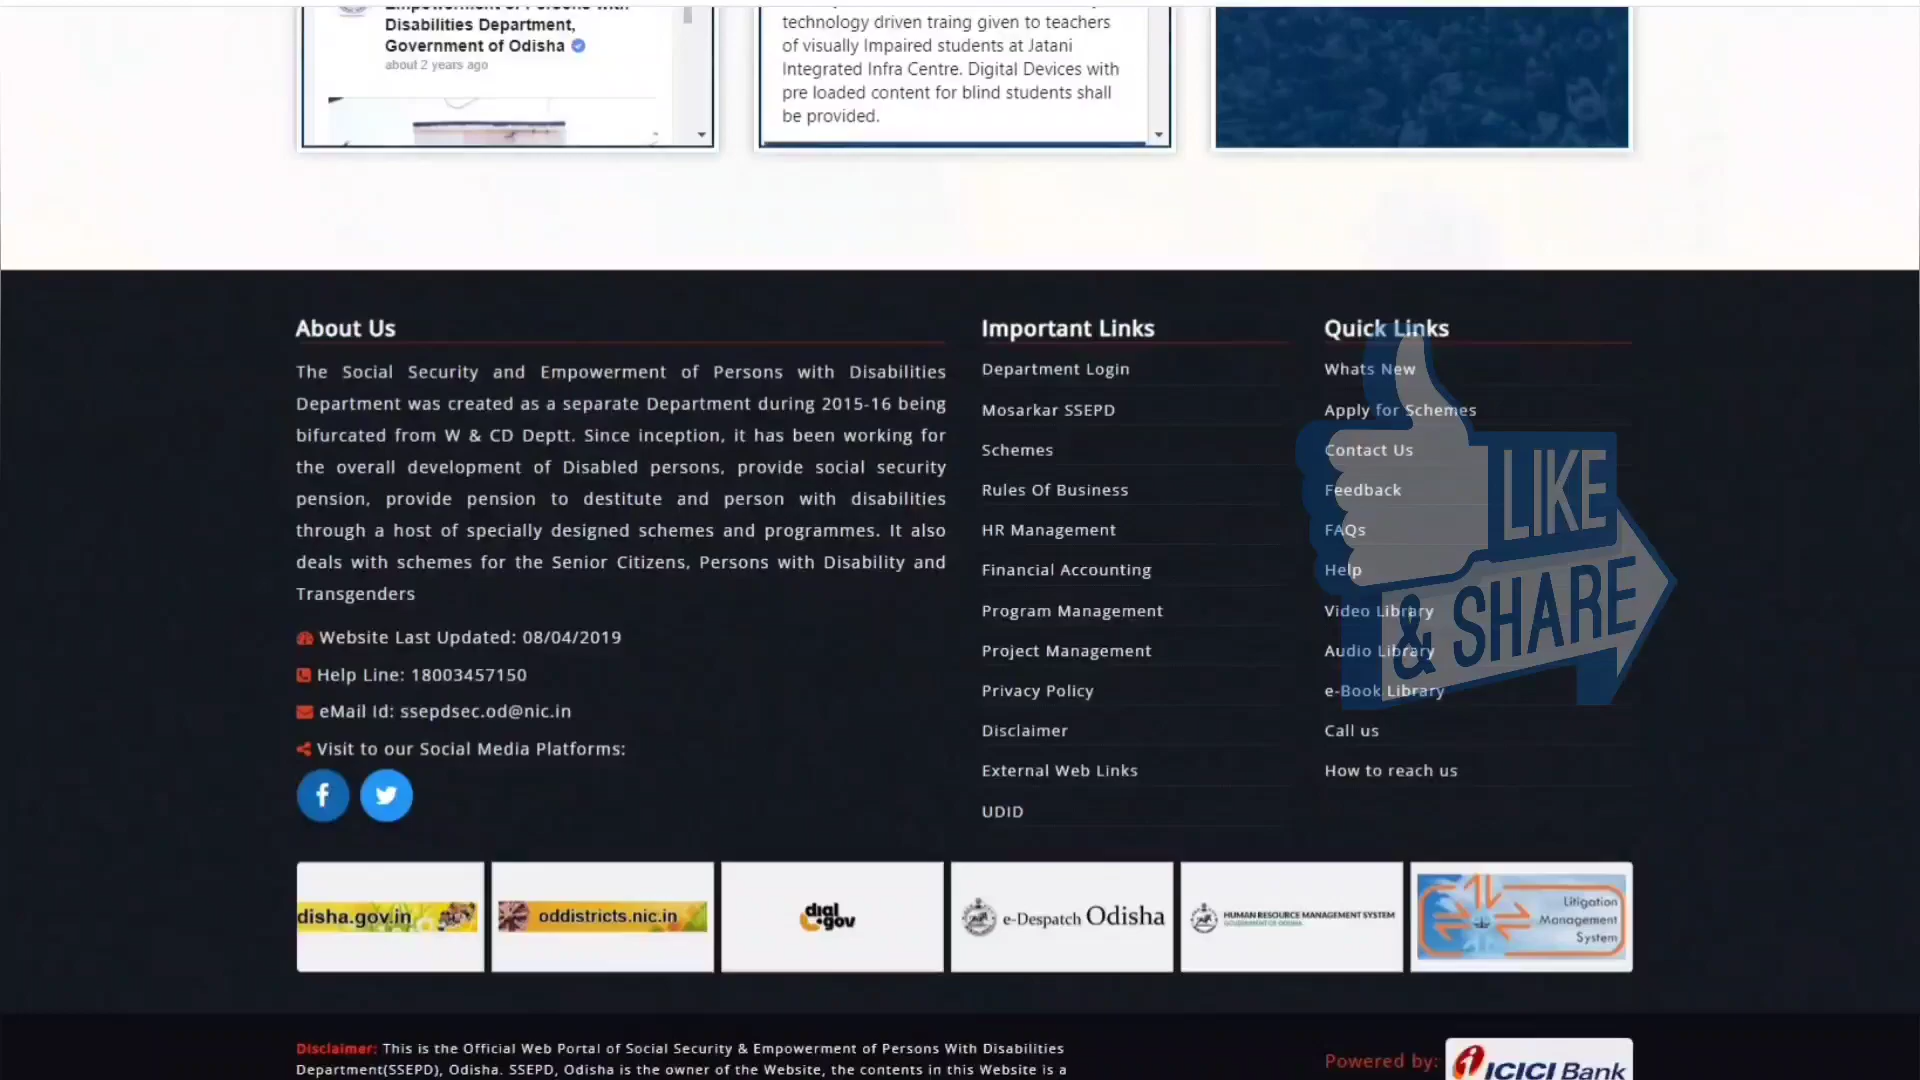 Disabilities Department,
Government of Odisha
about 2 years ago
technology driven traing given to teachers
of visually Impaired students at Jatani
Integrated Infra Centre. Digital Devices with
pre loaded content for blind students shall
be provided.
About Us
The Social Security and Empowerment of Persons with Disabilities
Department was created as a separate Department during 2015-16 being
bifurcated from W & CD Deptt. Since inception, it has been working for
the overall development of Disabled persons, provide social security
pension, provide pension to destitute and person with disabilities
through a host of specially designed schemes and programmes. It also
deals with schemes for the Senior Citizens, Persons with Disability and
Transgenders
Website Last Updated: 08/04/2019
Help Line: 18003457150
eMail Id: ssepdsec.od@nic.in
Visit to our Social Media Platforms:
Important Links
Department Login
Mosarkar SSEPD
Schemes
Rules Of Business
HR Management
Financial Accounting
Program Management
Project Management
Privacy Policy
Disclaimer
External Web Links
UDID
Quick Links
Whats New
Apply for Schemes
Contact Us
Feedback
FAQs
Help
Video Library
Audio Library
e-Book Library
Call us
How to reach us
LIKE
& SHARE
disha.gov.in
oddistricts.nic.in
dial
gov
e-Despatch Odisha
HUMAN RESOURCE MANAGEMENT SYSTEM
GOVERNMENT OF ODISHA
Litigation
Management
System
Disclaimer: This is the Official Web Portal of Social Security & Empowerment of Persons With Disabilities
Department(SSEPD), Odisha. SSEPD, Odisha is the owner of the Website, the contents in this Website is a
Powered by:
ICICI Bank